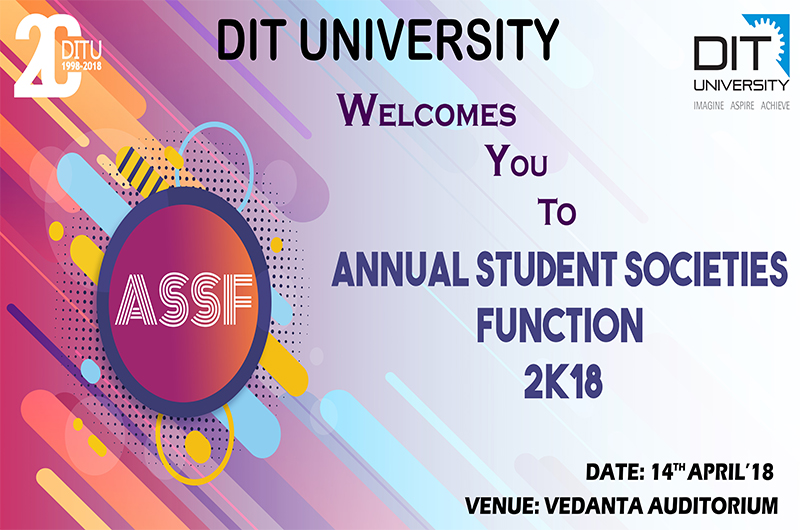 20
DITU
1998-2018
DIT UNIVERSITY
DIT
UNIVERSITY
IMAGINE ASPIRE ACHIEVE
WELCOMES
YOU
TO
ANNUAL STUDENT SOCIETIES
FUNCTION
2K18
ASSF
DATE: 14TH APRIL'18
VENUE: VEDANTA AUDITORIUM